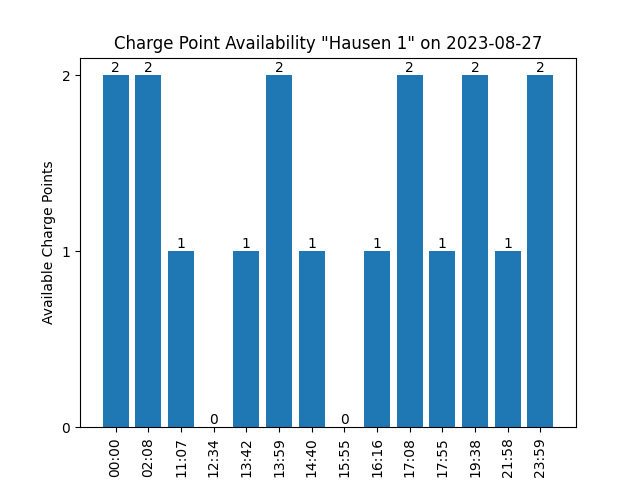 Charge Point Availability "Hausen 1" on 2023-08-27
Available Charge Points
2
1
0
2 2 1 0 1 2 1 0 1 2 1 2 1 2
00:00 02:08 11:07 12:34 13:42 13:59 14:40 15:55 16:16 17:08 17:55 19:38 21:58 23:59